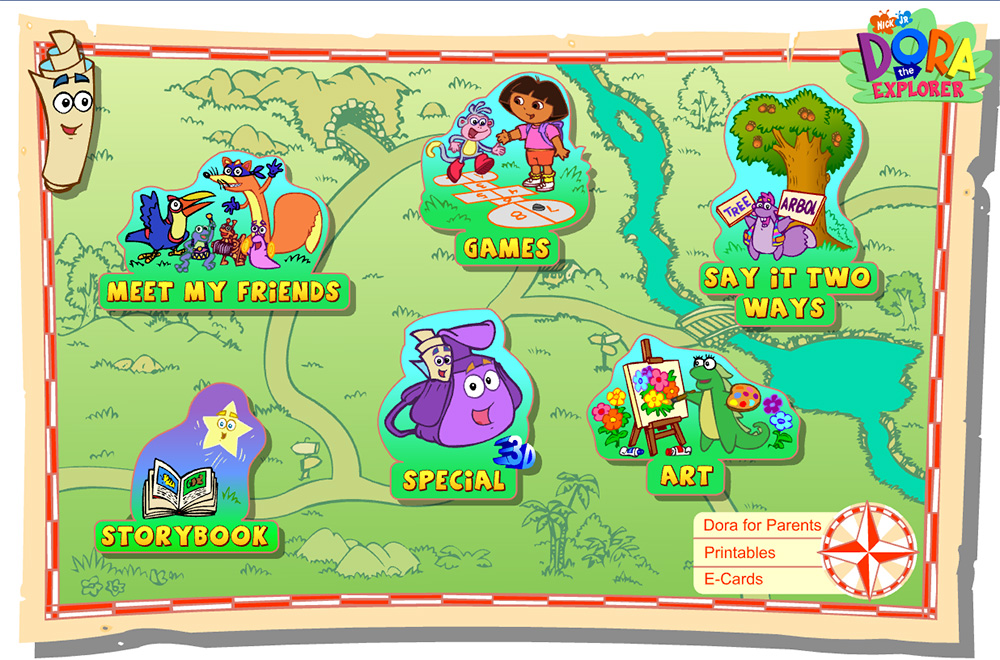 NICK JR
DORA
the
EXPLORER
TREE
ARBOL
GAMES
SAY iT TWO
WAYS
MEET MY FRiENDS
3D
SPECiAL
ART
STORYBOOK
Dora for Parents
Printables
E-Cards